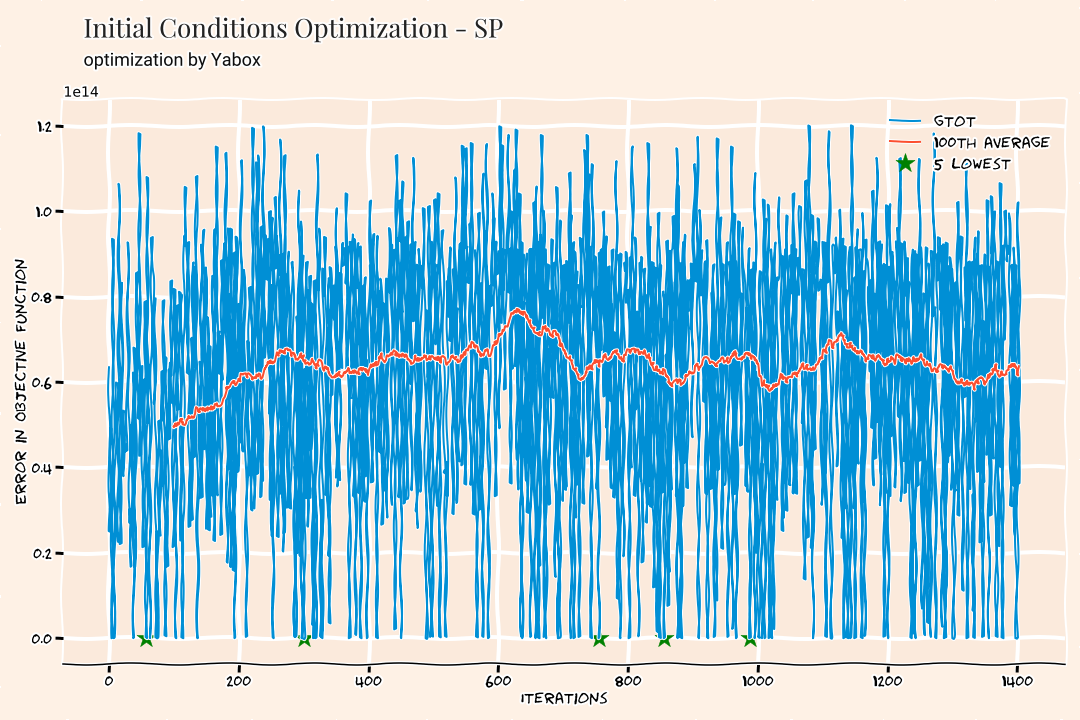 Initial Conditions Optimization - SP
optimization by Yabox
1e14
GTOT
100TH AVERAGE
5 LOWEST
1.2
1.0
0.8
0.6
0.4
0.2
0.0
ERROR IN OBJECTIVE FUNCTION
0 200 400 600 800 1000 1200 1400
ITERATIONS